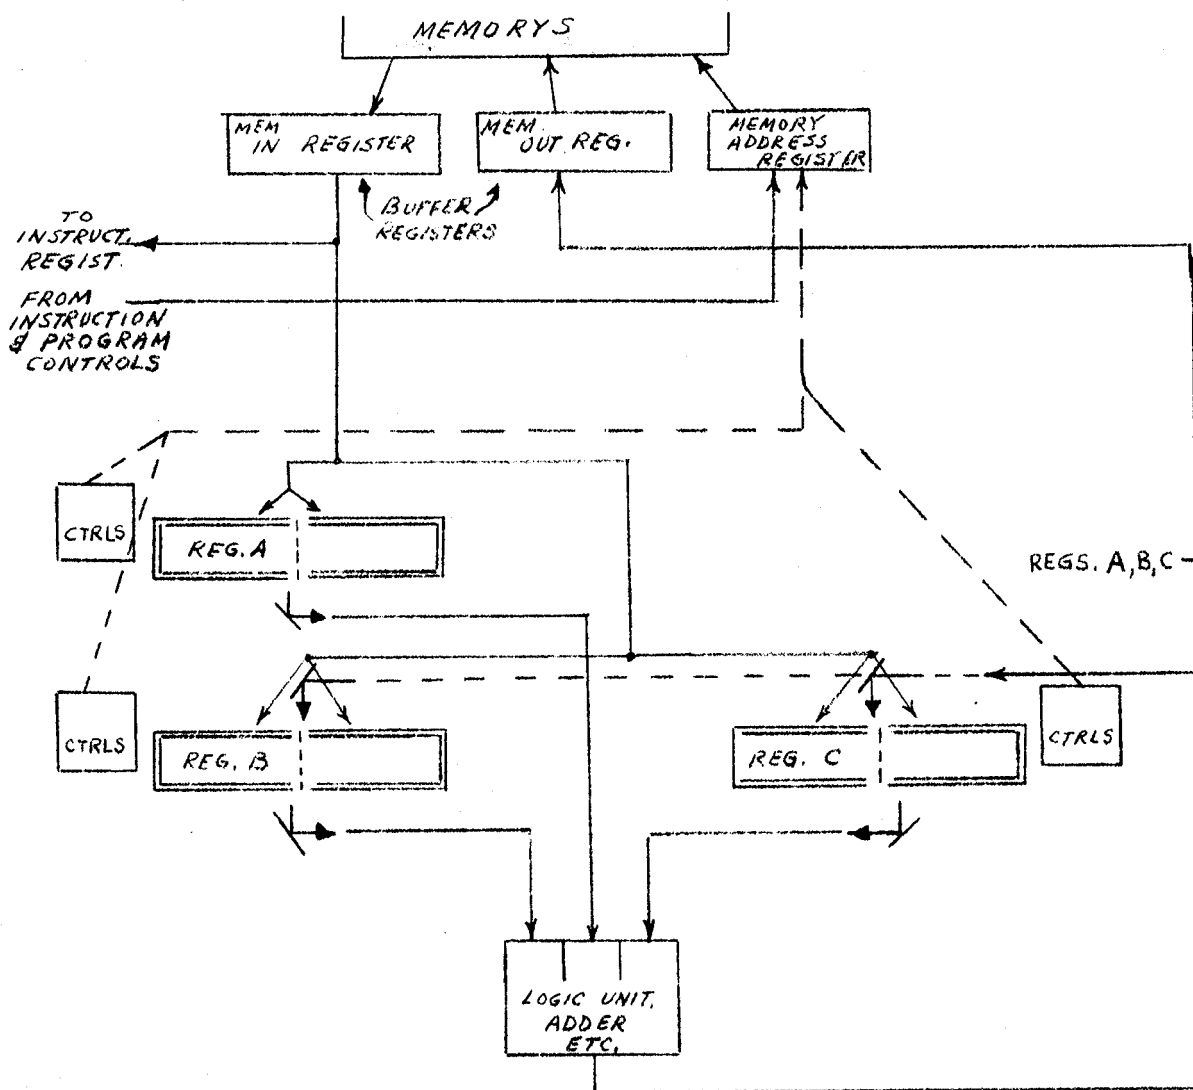 MEMORYS
MEM
IN REGISTER
MEM.
OUT REG.
MEMORY
ADDRESS
REGISTER
BUFFER
REGISTERS
TO
INSTRUCT.
REGIST.
FROM
INSTRUCTION
& PROGRAM
CONTROLS
CTRLS
REG. A
REGS. A, B, C
CTRLS
REG. B
REG. C
CTRLS
LOGIC UNIT,
ADDER
ETC.